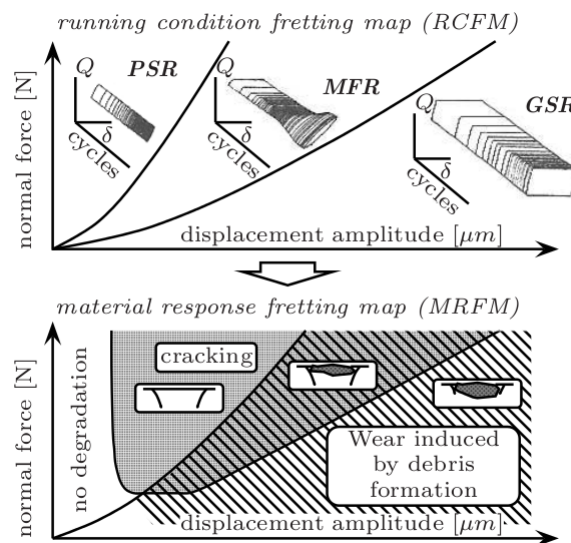 running condition fretting map (RCFM)
normal force [N]
Q
PSR
δ
cycles
Q
MFR
δ
cycles
Q
GSR
δ
cycles
displacement amplitude [μm]
material response fretting map (MRFM)
normal force [N]
no degradation
cracking
Wear induced
by debris
formation
displacement amplitude [μm]